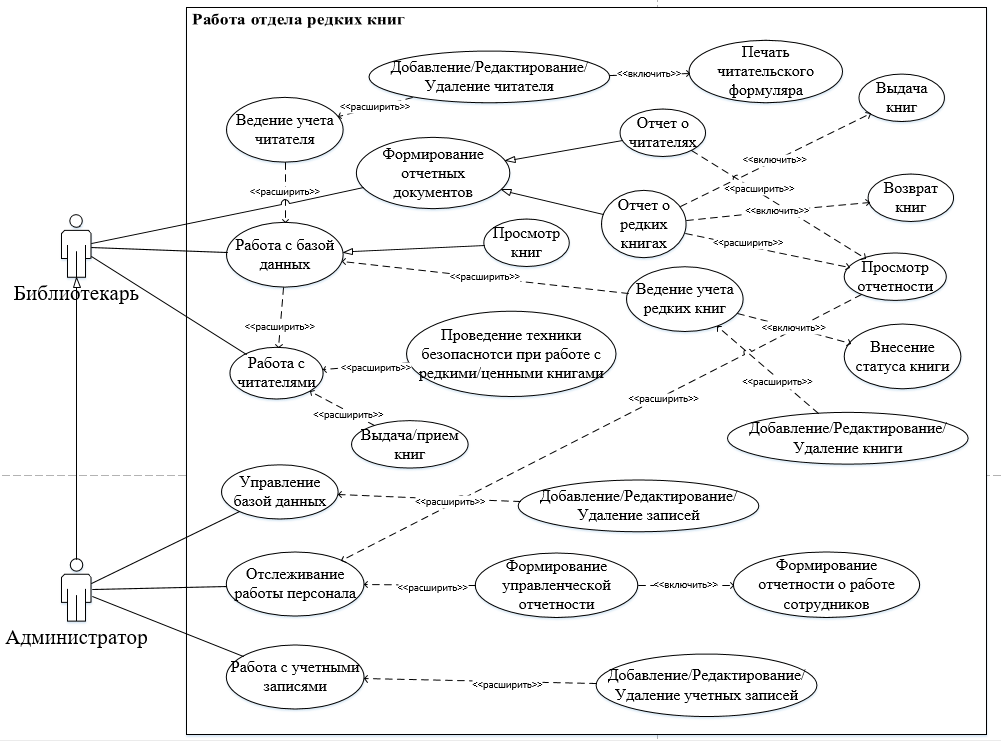 Работа отдела редких книг
Добавление/Редактирование/
Удаление читателя
<<включить>>
Печать
читательского
формуляра
Выдача
книг
<<расширить>>
Ведение учета
читателя
Отчет о
читателях
Формирование
отчетных
документов
<<включить>>
<<расширить>>
<<расширить>>
Возврат
книг
<<включить>>
Отчет о
редких
книгах
<<расширить>>
Работа с базой
данных
Просмотр
книг
Просмотр
отчетности
<<расширить>>
Библиотекарь
Ведение учета
редких книг
<<включить>>
<<расширить>>
Проведение техники
безопаснотси при работе с
редкими/ценными книгами
Внесение
статуса книги
Работа с
читателями
<<расширить>>
<<расширить>>
<<расширить>>
<<расширить>>
Выдача/прием
книг
Добавление/Редактирование/
Удаление книги
Управление
базой данных
<<расширить>>
Добавление/Редактирование/
Удаление записей
Отслеживание
работы персонала
<<расширить>>
Формирование
управленческой
отчетности
<<включить>>
Формирование
отчетности о работе
сотрудников
Администратор
Работа с учетными
записями
<<расширить>>
Добавление/Редактирование/
Удаление учетных записей